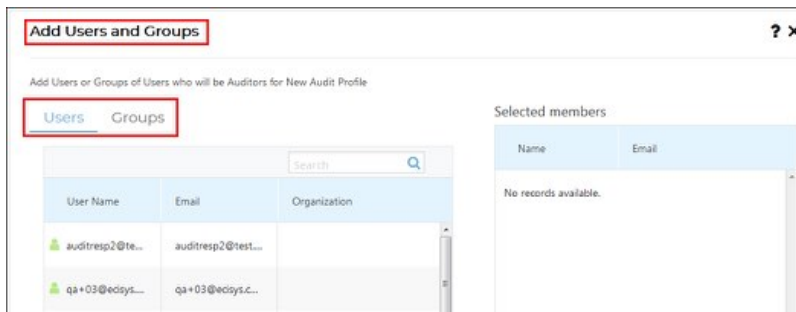 Add Users and Groups
? X
Add Users or Groups of Users who will be Auditors for New Audit Profile
Users Groups
Selected members
Search
Name Email
User Name Email Organization
No records available.
auditresp2@te... auditresp2@test....
qa+03@ecisys.... qa+03@ecisys.c...